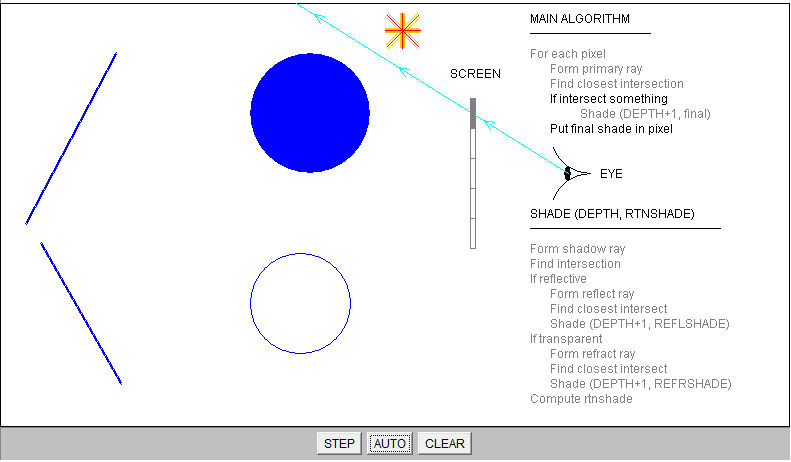 MAIN ALGORITHM
For each pixel
Form primary ray
Find closest intersection
If intersect something
Shade (DEPTH+1, final)
Put final shade in pixel
SCREEN
EYE
SHADE (DEPTH, RTNSHADE)
Form shadow ray
Find intersection
If reflective
Form reflect ray
Find closest intersect
Shade (DEPTH+1, REFLSHADE)
If transparent
Form refract ray
Find closest intersect
Shade (DEPTH+1, REFRSHADE)
Compute rtnshade
STEP AUTO CLEAR